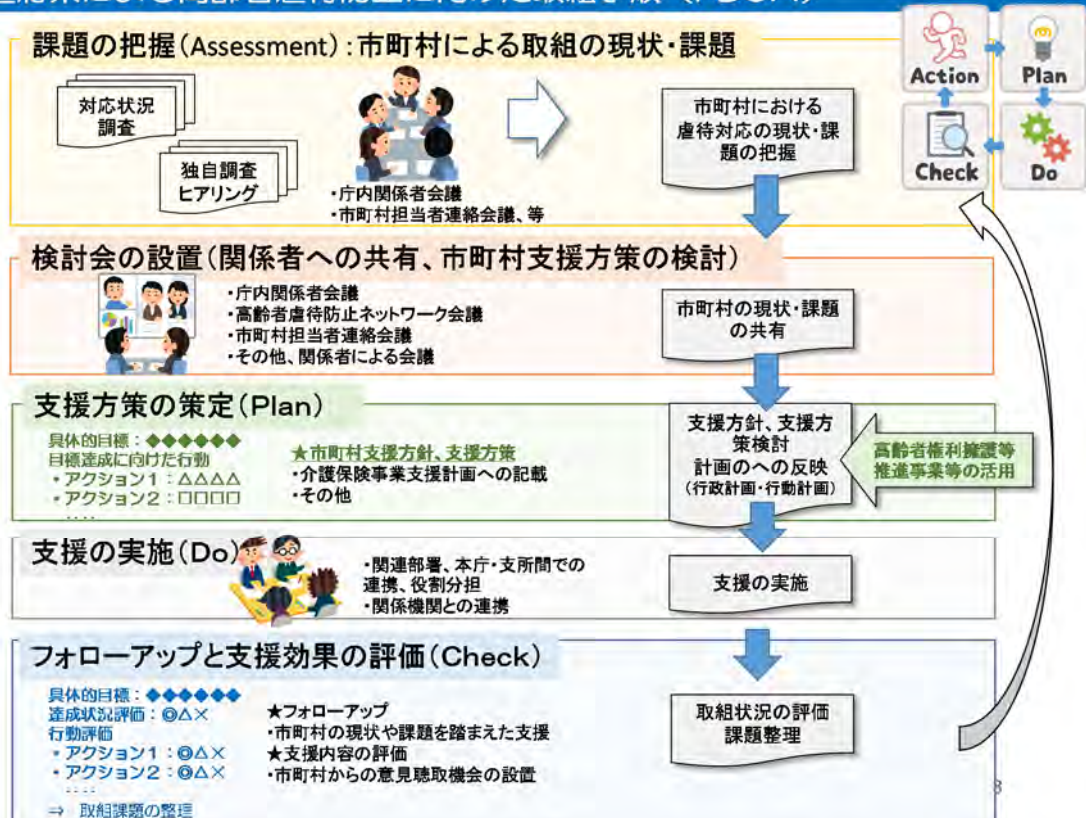 課題の把握(Assessment):市町村による取組の現状・課題
対応状況
調査
独自調査
ヒアリング
・庁内関係者会議
・市町村担当者連絡会議、等
市町村における
虐待対応の現状・課
題の把握
Action
Plan
Check
Do
検討会の設置(関係者への共有、市町村支援方策の検討)
・庁内関係者会議
・高齢者虐待防止ネットワーク会議
・市町村担当者連絡会議
・その他、関係者による会議
市町村の現状・課題
の共有
支援方策の策定(Plan)
具体的目標:◆◆◆◆◆◆
目標達成に向けた行動
・アクション1:△△△△
・アクション2:□□□□
....
★市町村支援方針、支援方策
・介護保険事業支援計画への記載
・その他
支援方針、支援方
策検討
計画のへの反映
(行政計画・行動計画)
高齢者権利擁護等
推進事業等の活用
支援の実施(Do)
・関連部署、本庁・支所間での
連携、役割分担
・関係機関との連携
支援の実施
フォローアップと支援効果の評価(Check)
具体的目標:◆◆◆◆◆◆
達成状況評価:◎△×
行動評価
・アクション1:◎△×
・アクション2:◎△×
....
⇒ 取組課題の整理
★フォローアップ
・市町村の現状や課題を踏まえた支援
★支援内容の評価
・市町村からの意見聴取機会の設置
取組状況の評価
課題整理